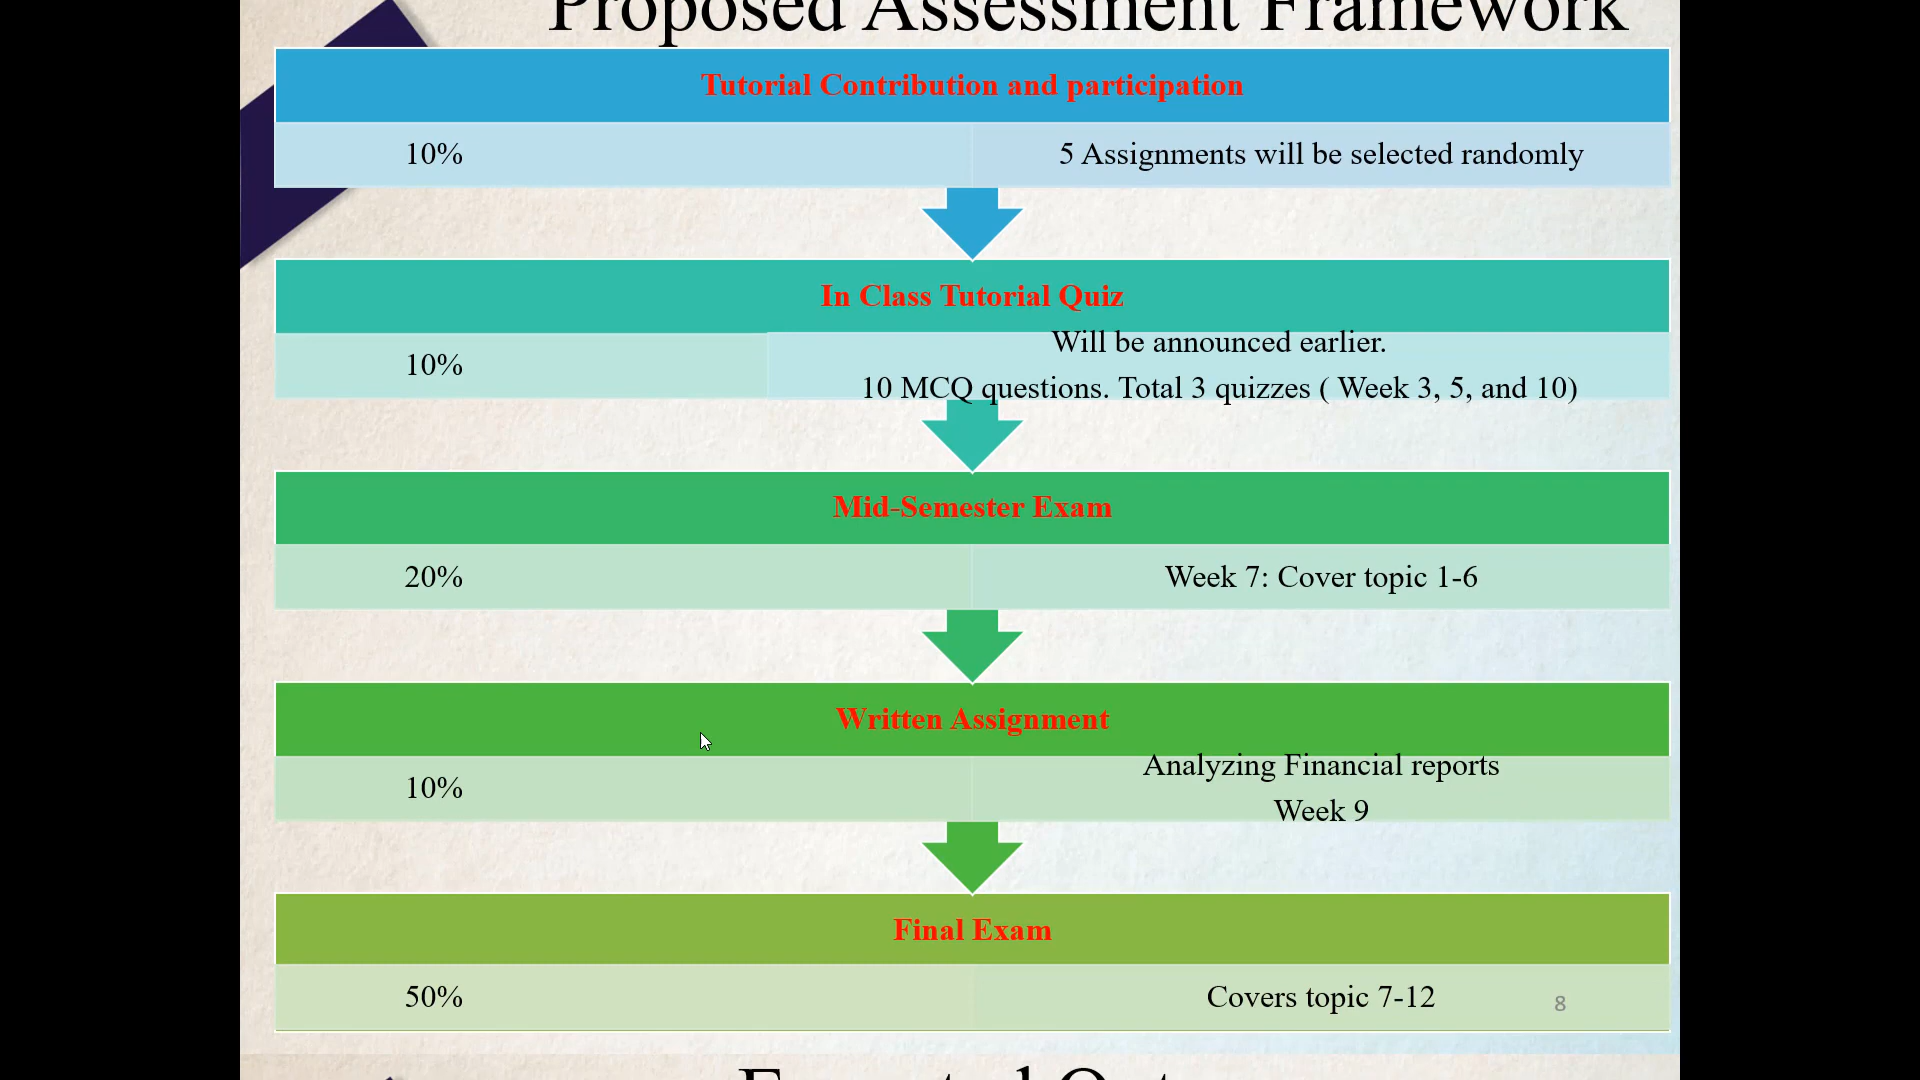 Proposed Assessment Framework
Tutorial Contribution and participation
10%
5 Assignments will be selected randomly
In Class Tutorial Quiz
10%
Will be announced earlier.
10 MCQ questions. Total 3 quizzes ( Week 3, 5, and 10)
Mid-Semester Exam
20%
Week 7: Cover topic 1-6
Written Assignment
10%
Analyzing Financial reports
Week 9
Final Exam
50%
Covers topic 7-12
8